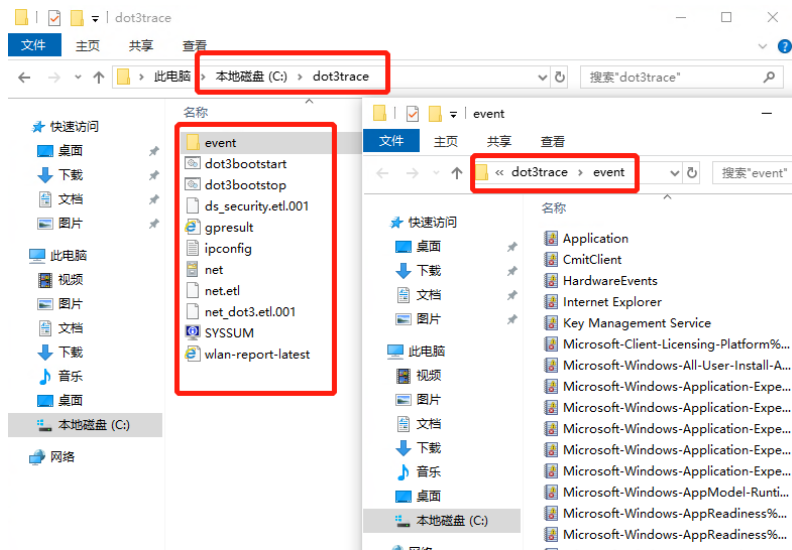 dot3trace
文件 主页 共享 查看
此电脑 › 本地磁盘 (C:) › dot3trace
搜索"dot3trace"
快速访问
桌面
下载
文档
图片
此电脑
视频
图片
文档
下载
音乐
桌面
本地磁盘 (C:)
网络
名称
event
dot3bootstart
dot3bootstop
ds_security.etl.001
gpresult
ipconfig
net
net.etl
net_dot3.etl.001
SYSSUM
wlan-report-latest
event
文件 主页 共享 查看
« dot3trace › event
搜索"event"
快速访问
桌面
下载
文档
图片
此电脑
视频
图片
文档
下载
音乐
桌面
本地磁盘 (C:)
名称
Application
CmitClient
HardwareEvents
Internet Explorer
Key Management Service
Microsoft-Client-Licensing-Platform%...
Microsoft-Windows-All-User-Install-A...
Microsoft-Windows-Application-Expe...
Microsoft-Windows-Application-Expe...
Microsoft-Windows-Application-Expe...
Microsoft-Windows-Application-Expe...
Microsoft-Windows-Application-Expe...
Microsoft-Windows-AppModel-Runti...
Microsoft-Windows-AppReadiness%...
Microsoft-Windows-AppReadiness%...